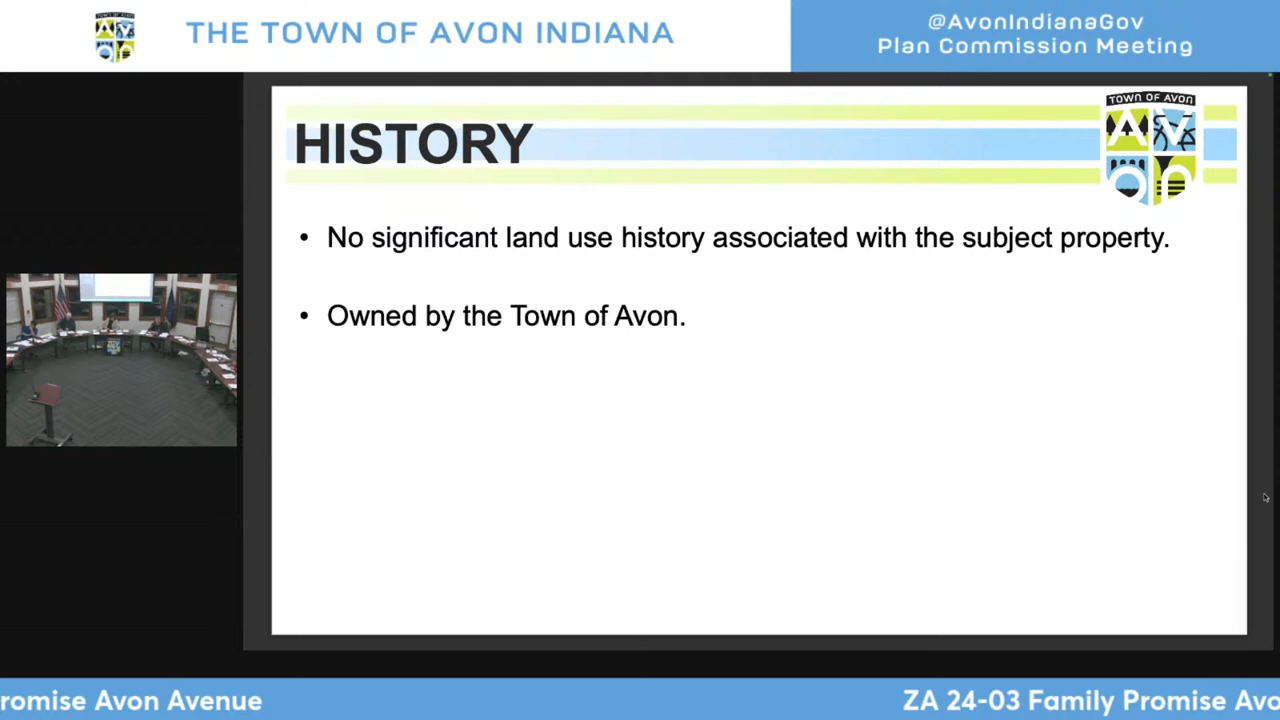 THE TOWN OF AVON INDIANA
@AvonIndianaGov
Plan Commission Meeting
TOWN OF AVON
Avon
HISTORY
• No significant land use history associated with the subject property.
• Owned by the Town of Avon.
romise Avon Avenue
ZA 24-03 Family Promise Avo